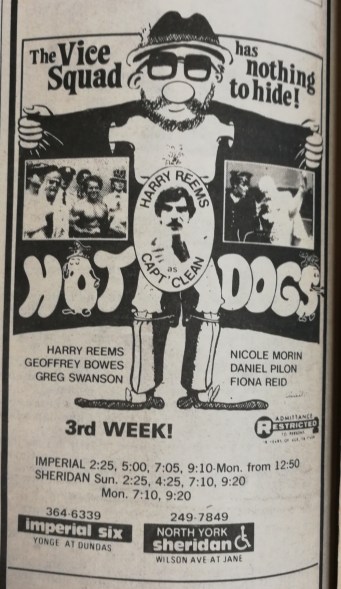 The Vice Squad
has nothing to hide!
HARRY REEMS
as
CAPT. CLEAN
HOT DOGS
HARRY REEMS
GEOFFREY BOWES
GREG SWANSON
NICOLE MORIN
DANIEL PILON
FIONA REID
3rd WEEK!
ADMITTANCE
RESTRICTED
TO PERSONS
IMPERIAL 2:25, 5:00, 7:05, 9:10-Mon. from 12:50
SHERIDAN Sun. 2:25, 4:25, 7:10, 9:20
Mon. 7:10, 9:20
364-6339
imperial six
YONGE AT DUNDAS
249-7849
NORTH YORK
sheridan
WILSON AVE AT JANE